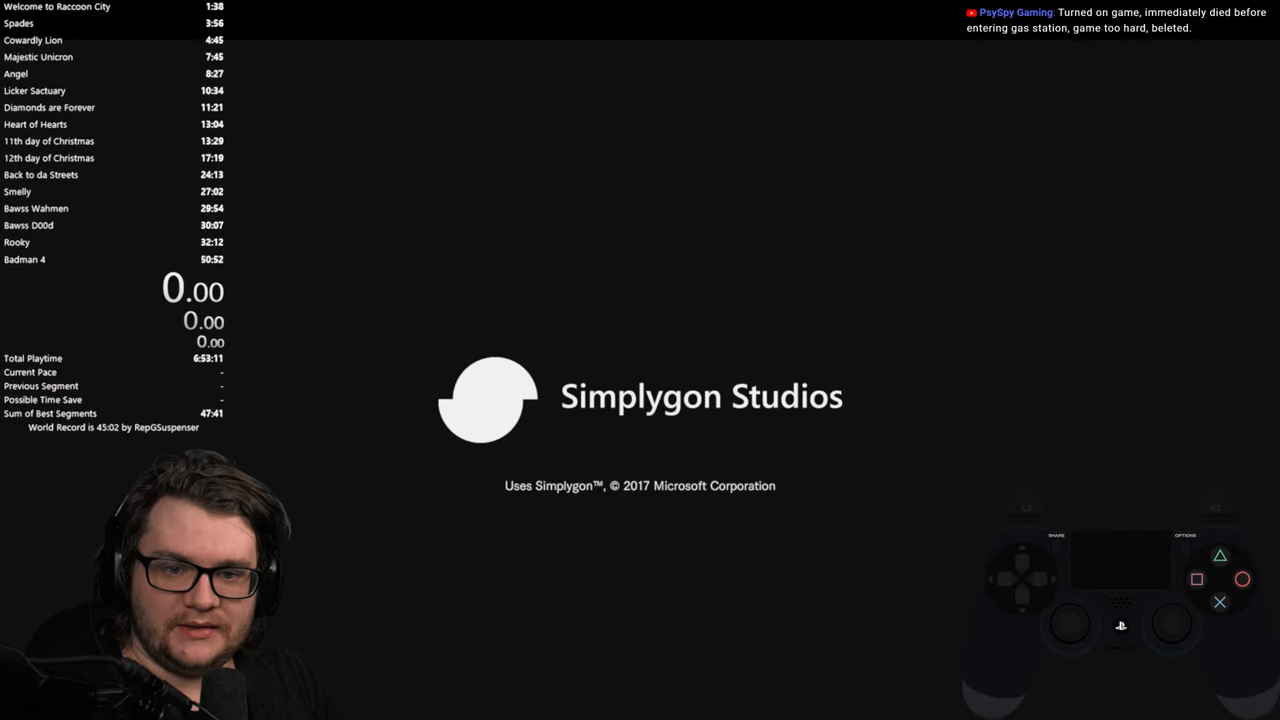 Welcome to Raccoon City 1:38
Spades 3:56
Cowardly Lion 4:45
Majestic Unicron 7:45
Angel 8:27
Licker Sactuary 10:34
Diamonds are Forever 11:21
Heart of Hearts 13:04
11th day of Christmas 13:29
12th day of Christmas 17:19
Back to da Streets 24:13
Smelly 27:02
Bawss Wahmen 29:54
Bawss D00d 30:07
Rooky 32:12
Badman 4 50:52
0.00
0.00
0.00
Total Playtime 6:53:11
Current Pace -
Previous Segment -
Possible Time Save -
Sum of Best Segments 47:41
World Record is 45:02 by RepGSuspenser
PsySpy Gaming: Turned on game, immediately died before
entering gas station, game too hard, beleted.
Simplygon Studios
Uses Simplygon™, © 2017 Microsoft Corporation
L2 R2
SHARE OPTIONS